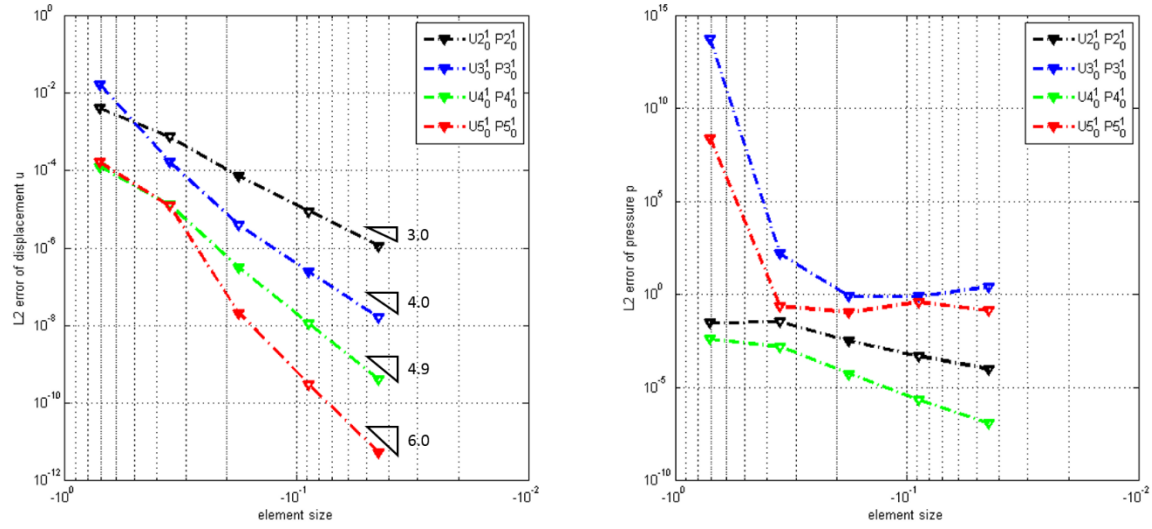 10^0
10^-2
10^-4
10^-6
10^-8
10^-10
10^-12
L2 error of displacement u
-10^0
-10^-1
-10^-2
element size
U2^1_0 P2^1_0
U3^1_0 P3^1_0
U4^1_0 P4^1_0
U5^1_0 P5^1_0
3.0
4.0
4.9
6.0
10^15
10^10
10^5
10^0
10^-5
10^-10
L2 error of pressure p
-10^0
-10^-1
-10^-2
element size
U2^1_0 P2^1_0
U3^1_0 P3^1_0
U4^1_0 P4^1_0
U5^1_0 P5^1_0